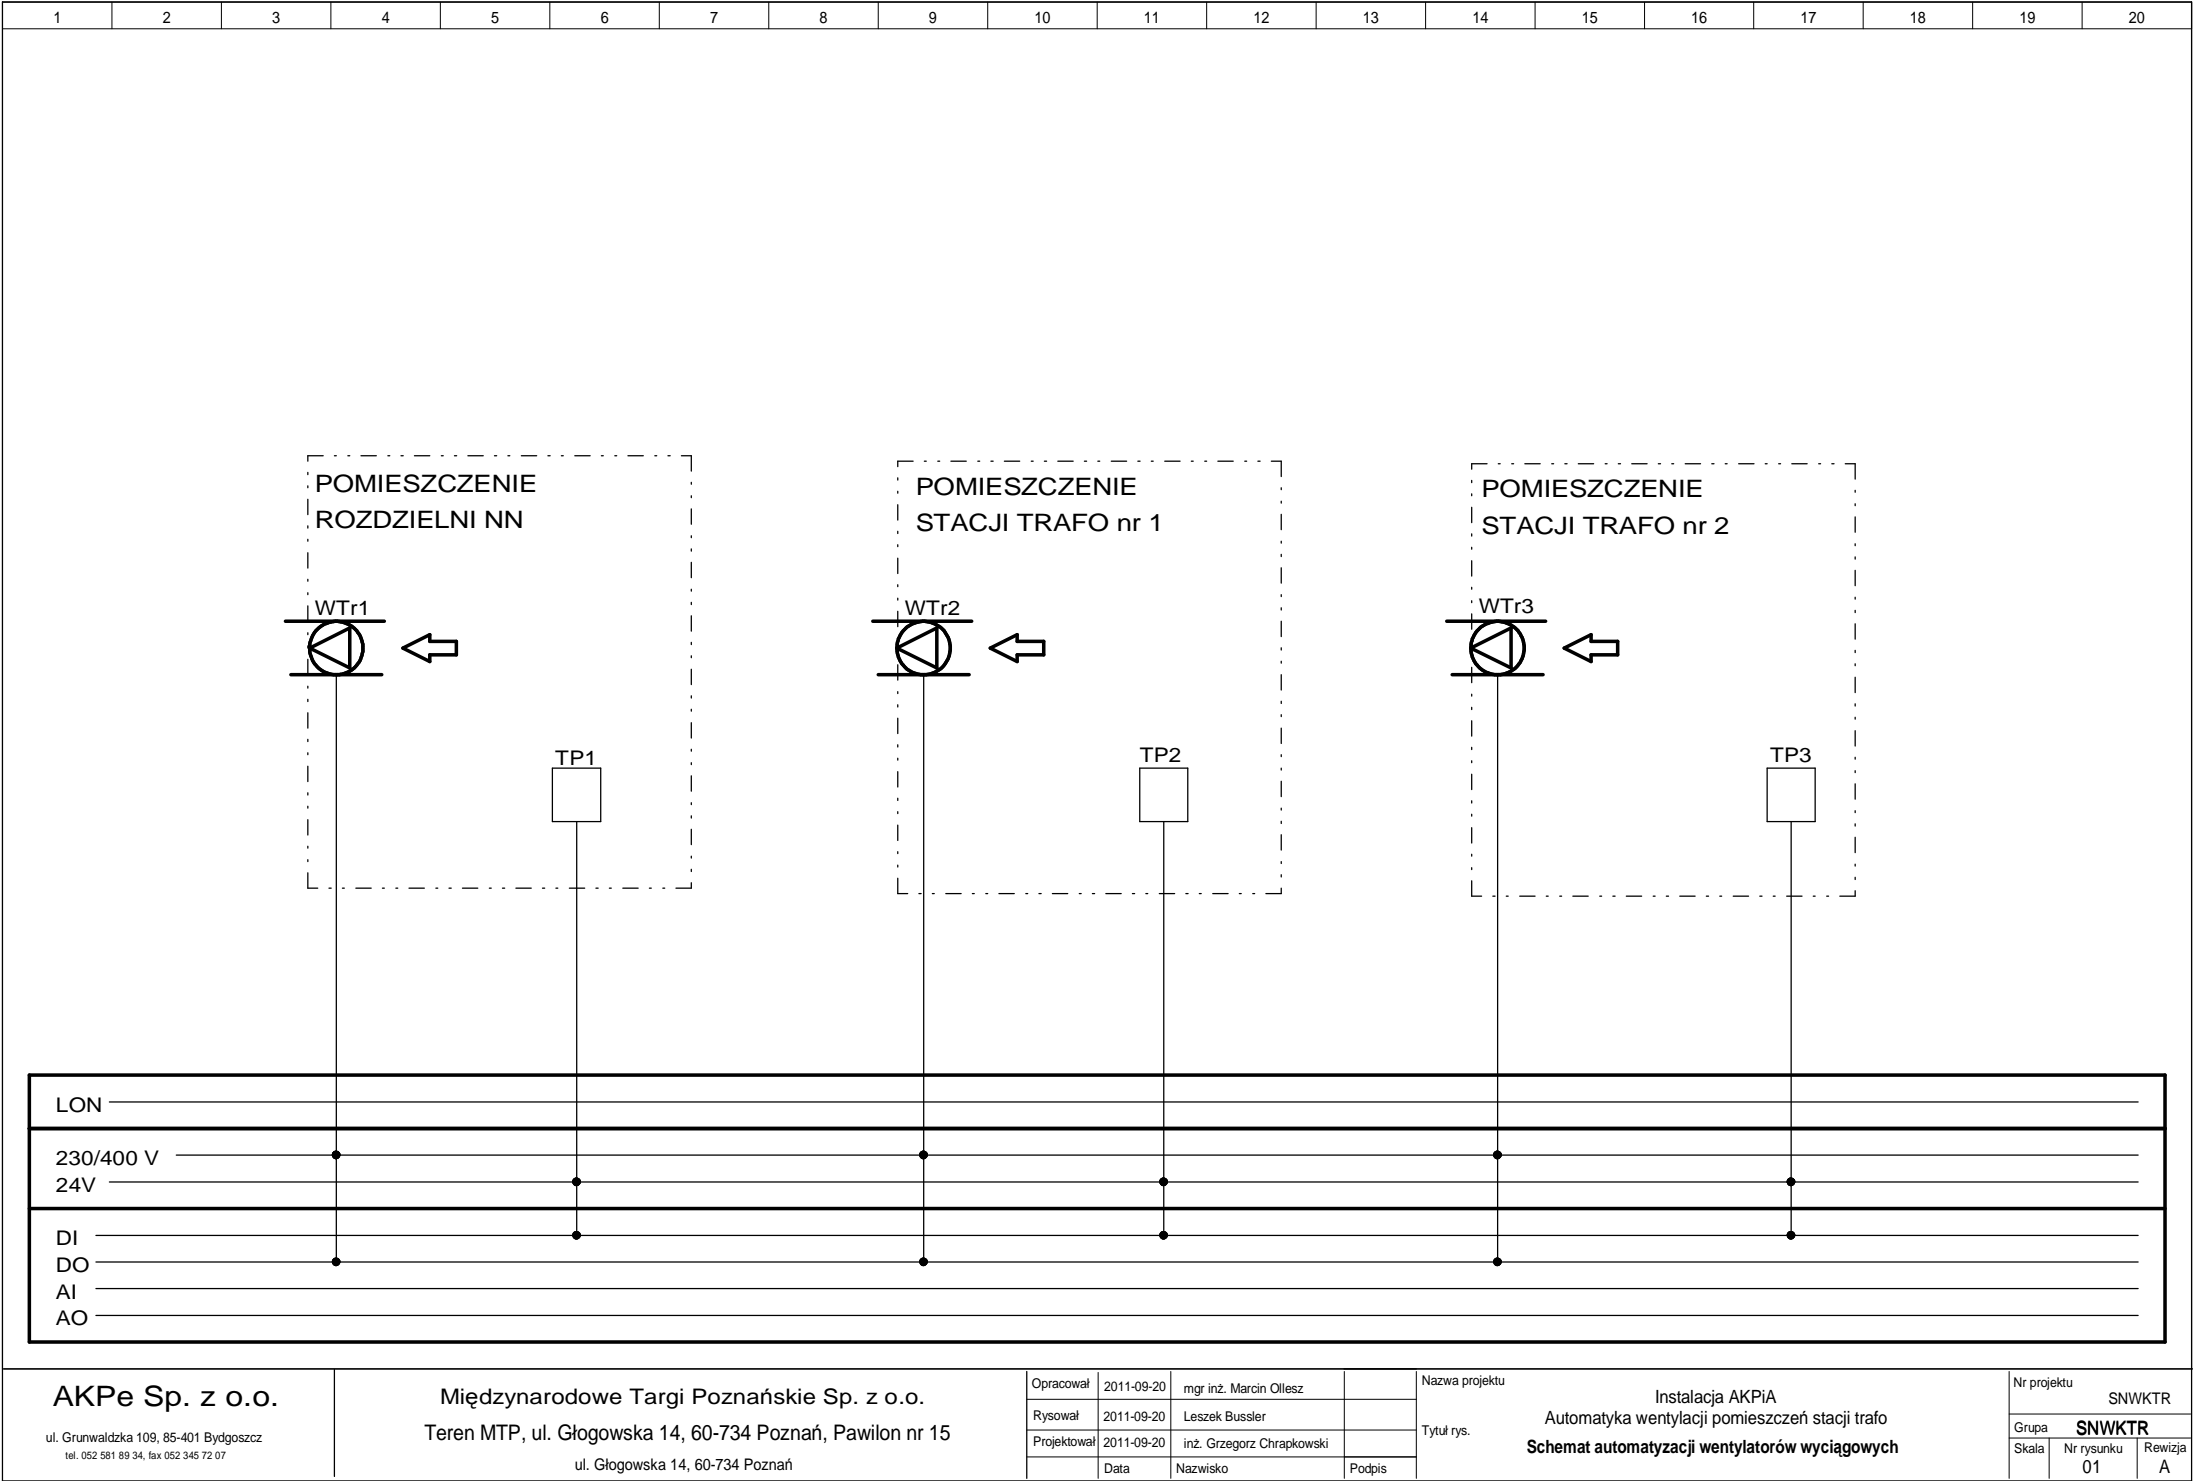 1 2 3 4 5 6 7 8 9 10 11 12 13 14 15 16 17 18 19 20
POMIESZCZENIE
ROZDZIELNI NN
POMIESZCZENIE
STACJI TRAFO nr 1
POMIESZCZENIE
STACJI TRAFO nr 2
WTr1
WTr2
WTr3
TP1
TP2
TP3
LON
230/400 V
24V
DI
DO
AI
AO
AKPe Sp. z o.o.
ul. Grunwaldzka 109, 85-401 Bydgoszcz
tel. 052 581 89 34, fax 052 345 72 07
Międzynarodowe Targi Poznańskie Sp. z o.o.
Teren MTP, ul. Głogowska 14, 60-734 Poznań, Pawilon nr 15
ul. Głogowska 14, 60-734 Poznań
Opracował 2011-09-20 mgr inż. Marcin Ollesz
Rysował 2011-09-20 Leszek Bussler
Projektował 2011-09-20 inż. Grzegorz Chrapkowski
Data Nazwisko Podpis
Nazwa projektu
Instalacja AKPiA
Automatyka wentylacji pomieszczeń stacji trafo
Tytuł rys.
Schemat automatyzacji wentylatorów wyciągowych
Nr projektu
SNWKTR
Grupa SNWKTR
Skala Nr rysunku Rewizja
01 A